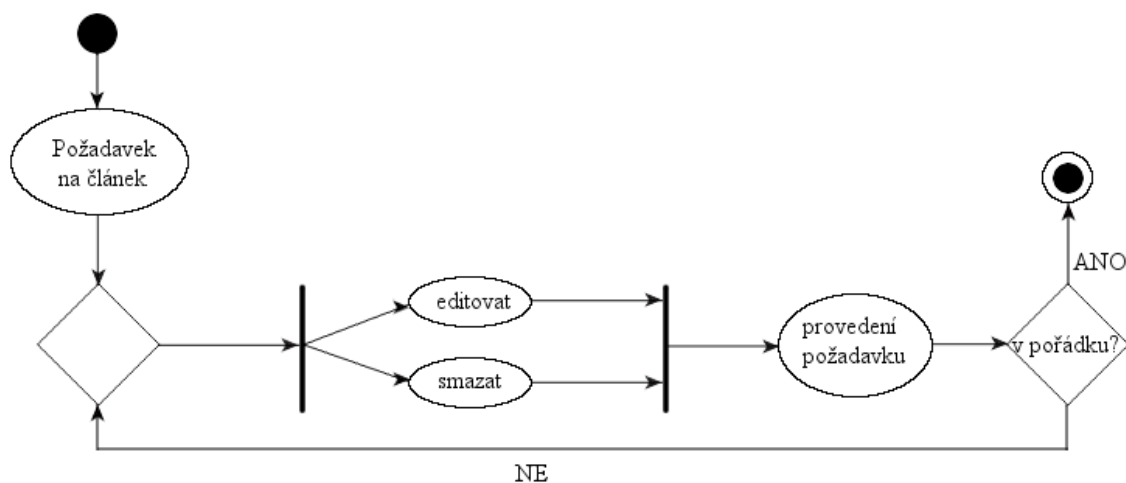 Požadavek
na článek
editovat
smazat
provedení
požadavku
v pořádku?
ANO
NE